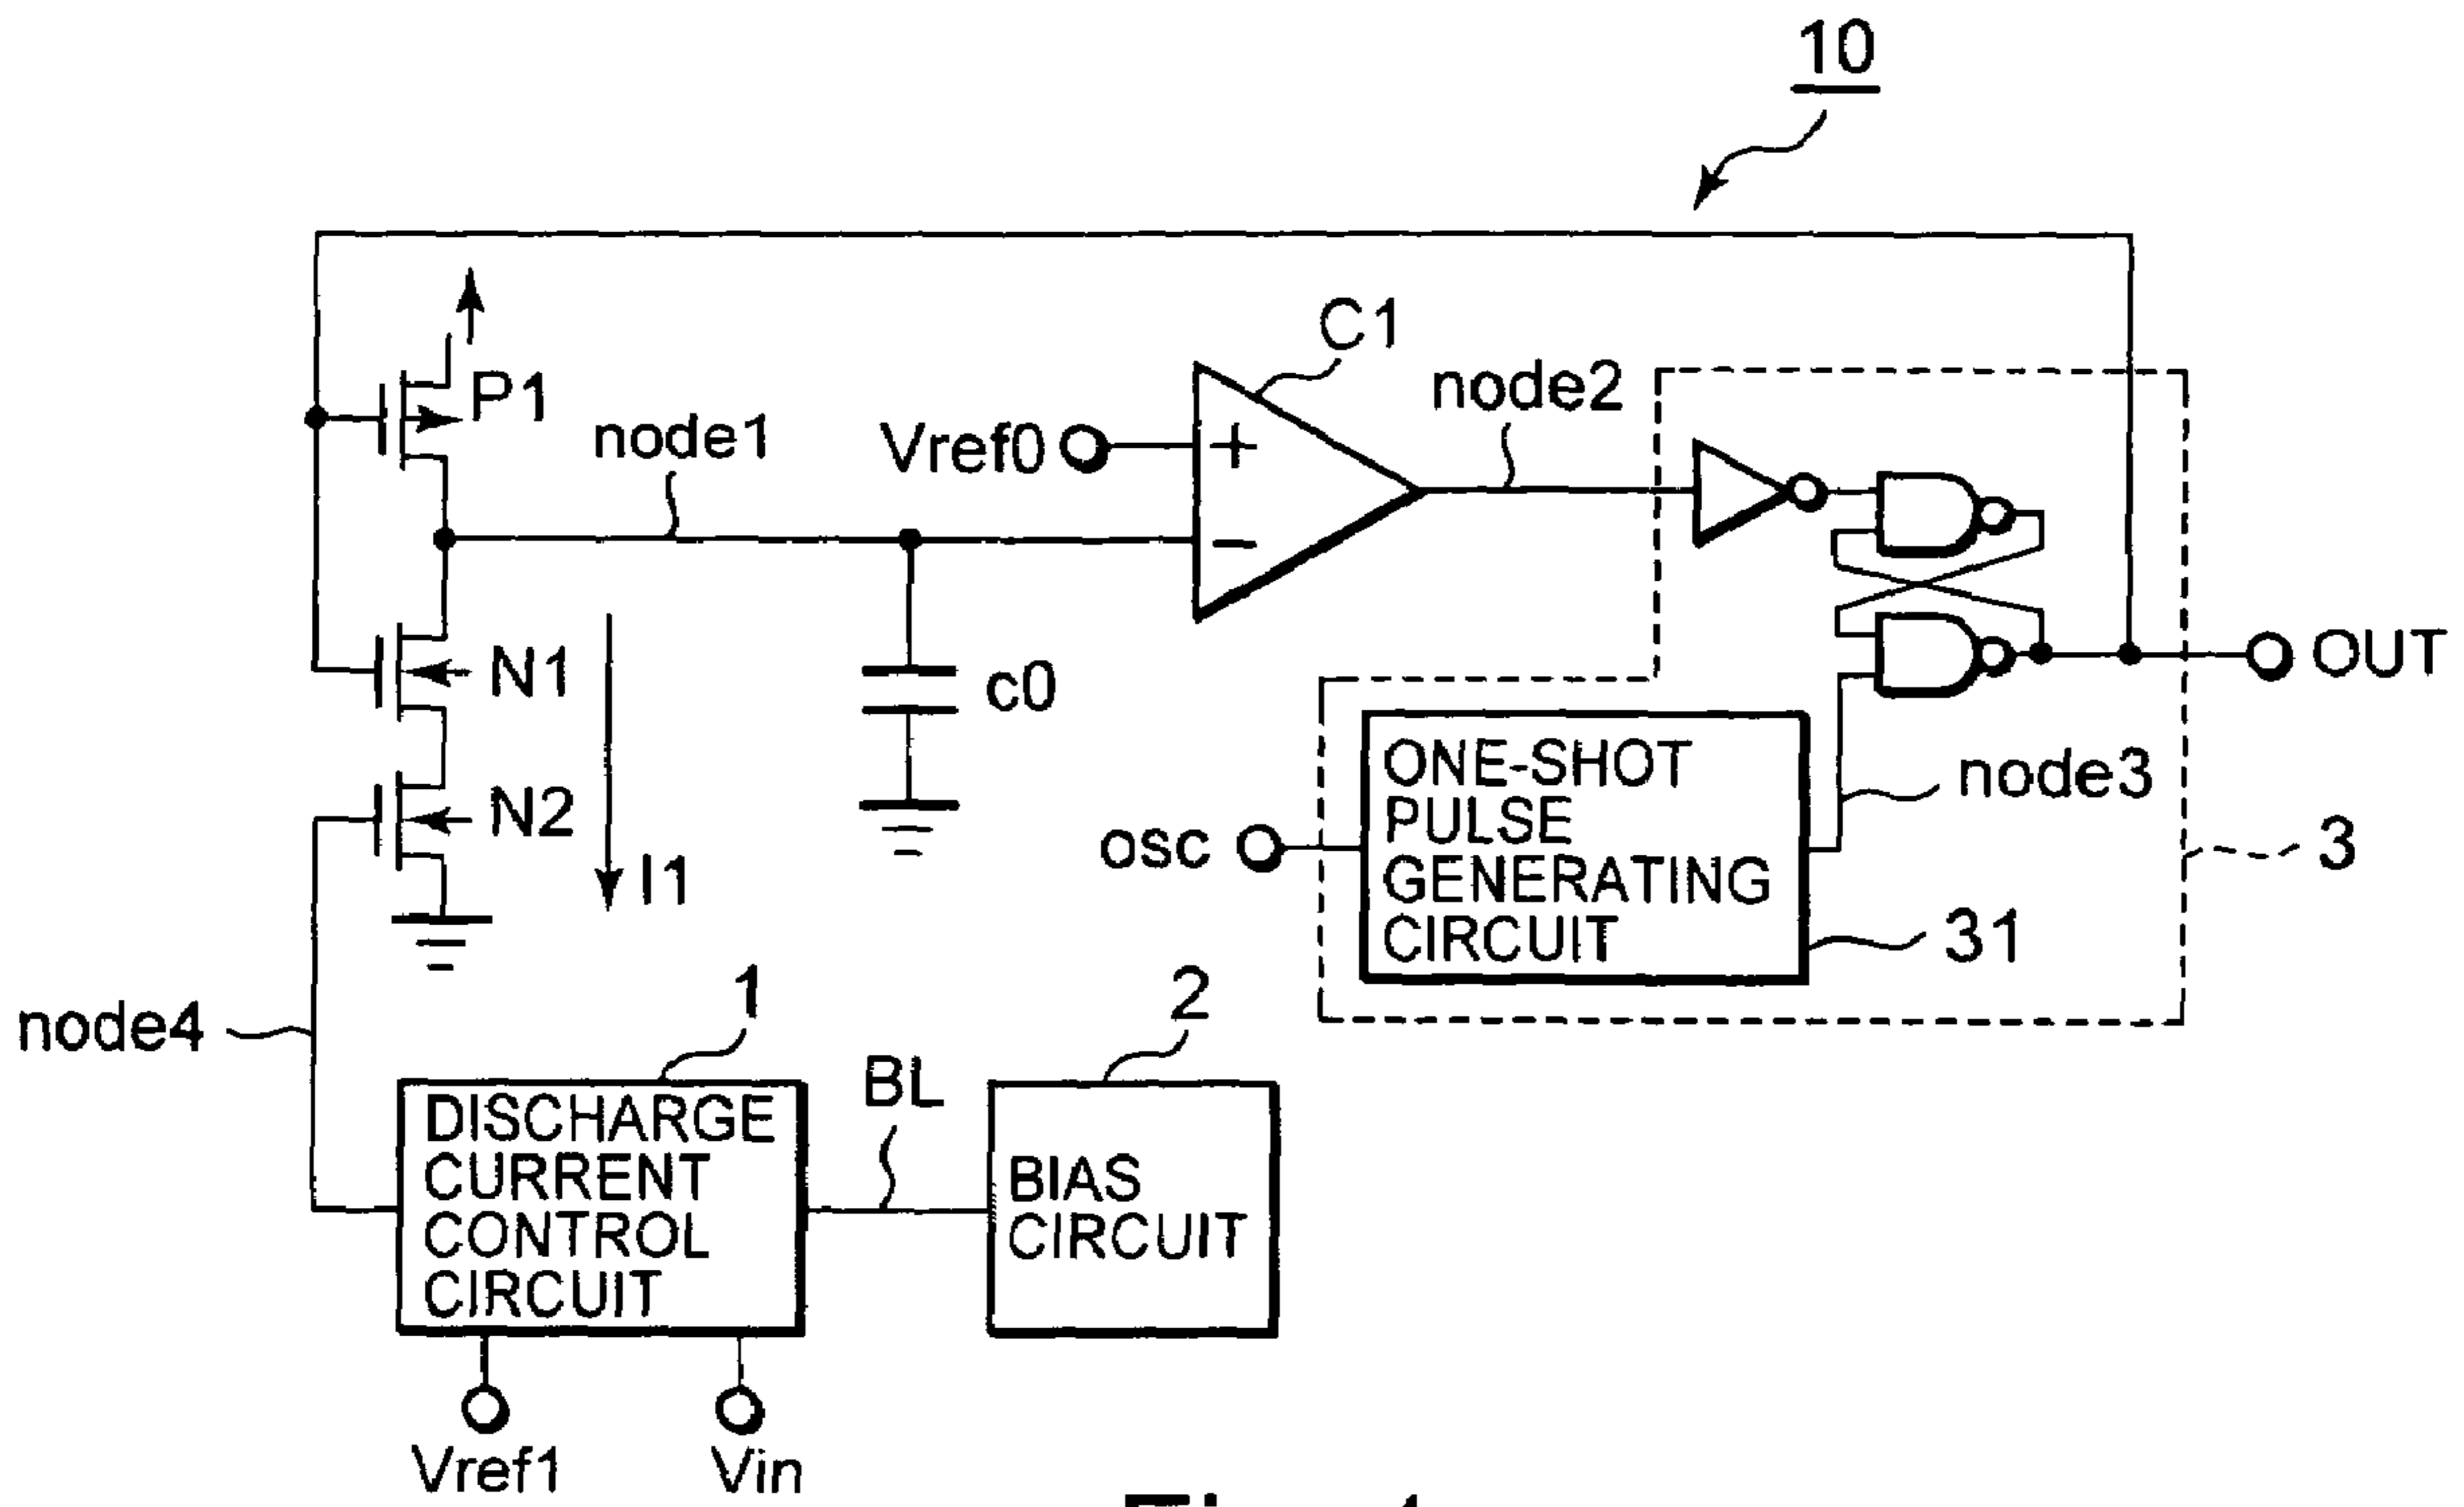 10
C1
P1
node1
Vref0
+
node2
−
N1
OUT
c0
ONE-SHOT
PULSE
GENERATING
CIRCUIT
node3
N2
osc
3
I1
31
node4
1
2
BL
DISCHARGE
CURRENT
CONTROL
CIRCUIT
BIAS
CIRCUIT
Vref1
Vin